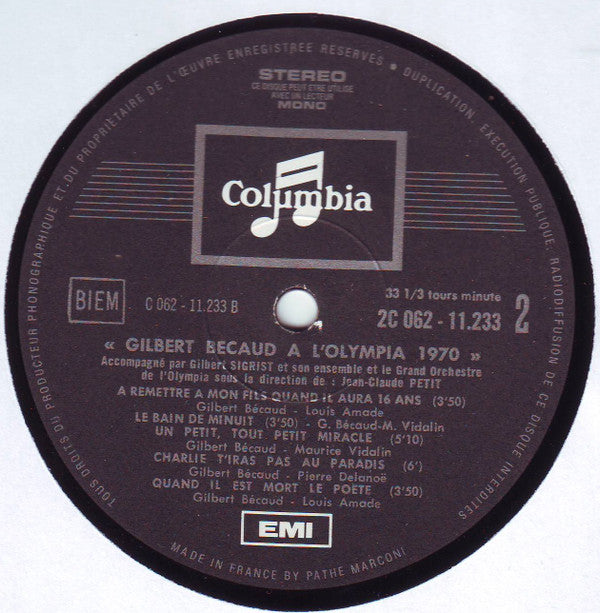 TOUS DROITS DU PRODUCTEUR PHONOGRAPHIQUE ET DU PROPRIÉTAIRE DE L'ŒUVRE ENREGISTREE RESERVES ● DUPLICATION, EXECUTION PUBLIQUE, RADIODIFFUSION DE CE DISQUE INTERDITES
STEREO
CE DISQUE PEUT ETRE UTILISE
AVEC UN LECTEUR
MONO
Columbia
BIEM
C 062 - 11.233 B
33 1/3 tours minute
2C 062 - 11.233
2
« GILBERT BECAUD A L'OLYMPIA 1970 »
Accompagné par Gilbert SIGRIST et son ensemble et le Grand Orchestre
de l'Olympia sous la direction de : Jean-Claude PETIT
A REMETTRE A MON FILS QUAND IL AURA 16 ANS (3'50)
Gilbert Bécaud - Louis Amade
LE BAIN DE MINUIT (3'50) - G. Bécaud-M. Vidalin
UN PETIT, TOUT PETIT MIRACLE (5'10)
Gilbert Bécaud - Maurice Vidalin
CHARLIE T'IRAS PAS AU PARADIS (6')
Gilbert Bécaud - Pierre Delanoë
QUAND IL EST MORT LE POETE (3'50)
Gilbert Bécaud - Louis Amade
EMI
MADE IN FRANCE BY PATHE MARCONI